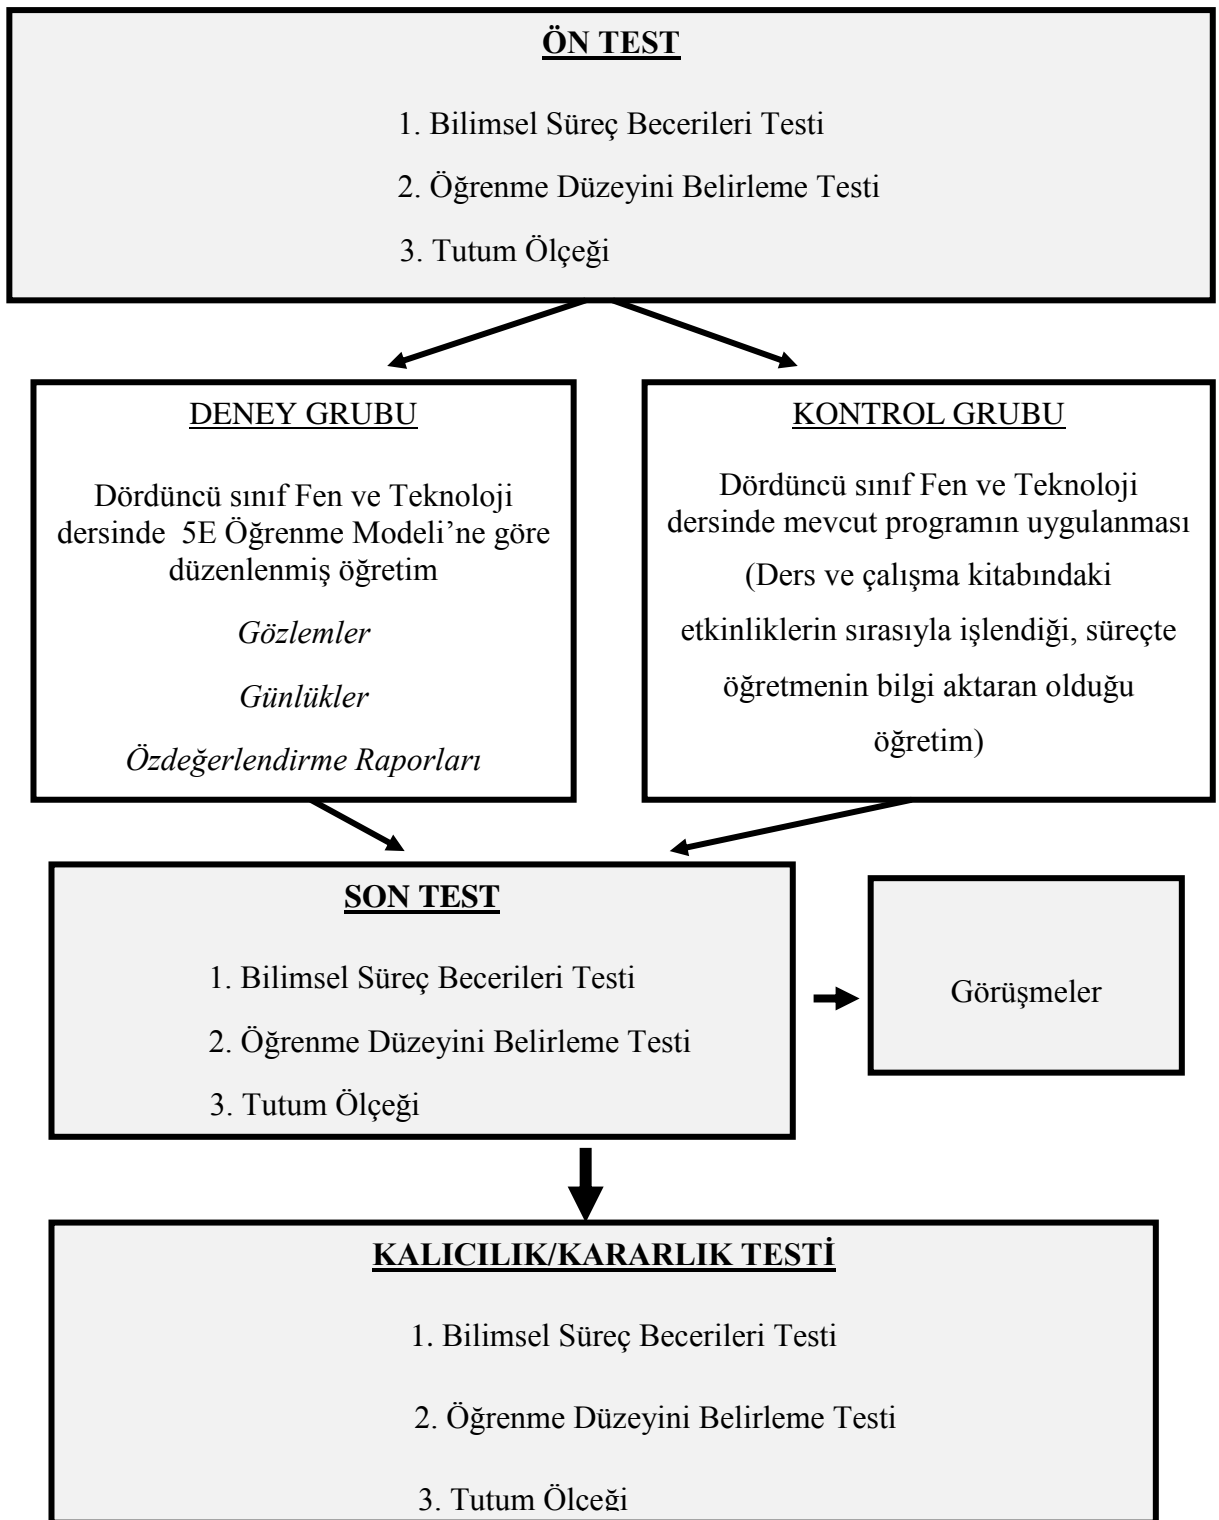 ÖN TEST
1. Bilimsel Süreç Becerileri Testi
2. Öğrenme Düzeyini Belirleme Testi
3. Tutum Ölçeği
DENEY GRUBU
Dördüncü sınıf Fen ve Teknoloji
dersinde 5E Öğrenme Modeli’ne göre
düzenlenmiş öğretim
Gözlemler
Günlükler
Özdeğerlendirme Raporları
KONTROL GRUBU
Dördüncü sınıf Fen ve Teknoloji
dersinde mevcut programın uygulanması
(Ders ve çalışma kitabındaki
etkinliklerin sırasıyla işlendiği, süreçte
öğretmenin bilgi aktaran olduğu
öğretim)
SON TEST
1. Bilimsel Süreç Becerileri Testi
2. Öğrenme Düzeyini Belirleme Testi
3. Tutum Ölçeği
Görüşmeler
KALICILIK/KARARLIK TESTİ
1. Bilimsel Süreç Becerileri Testi
2. Öğrenme Düzeyini Belirleme Testi
3. Tutum Ölçeği